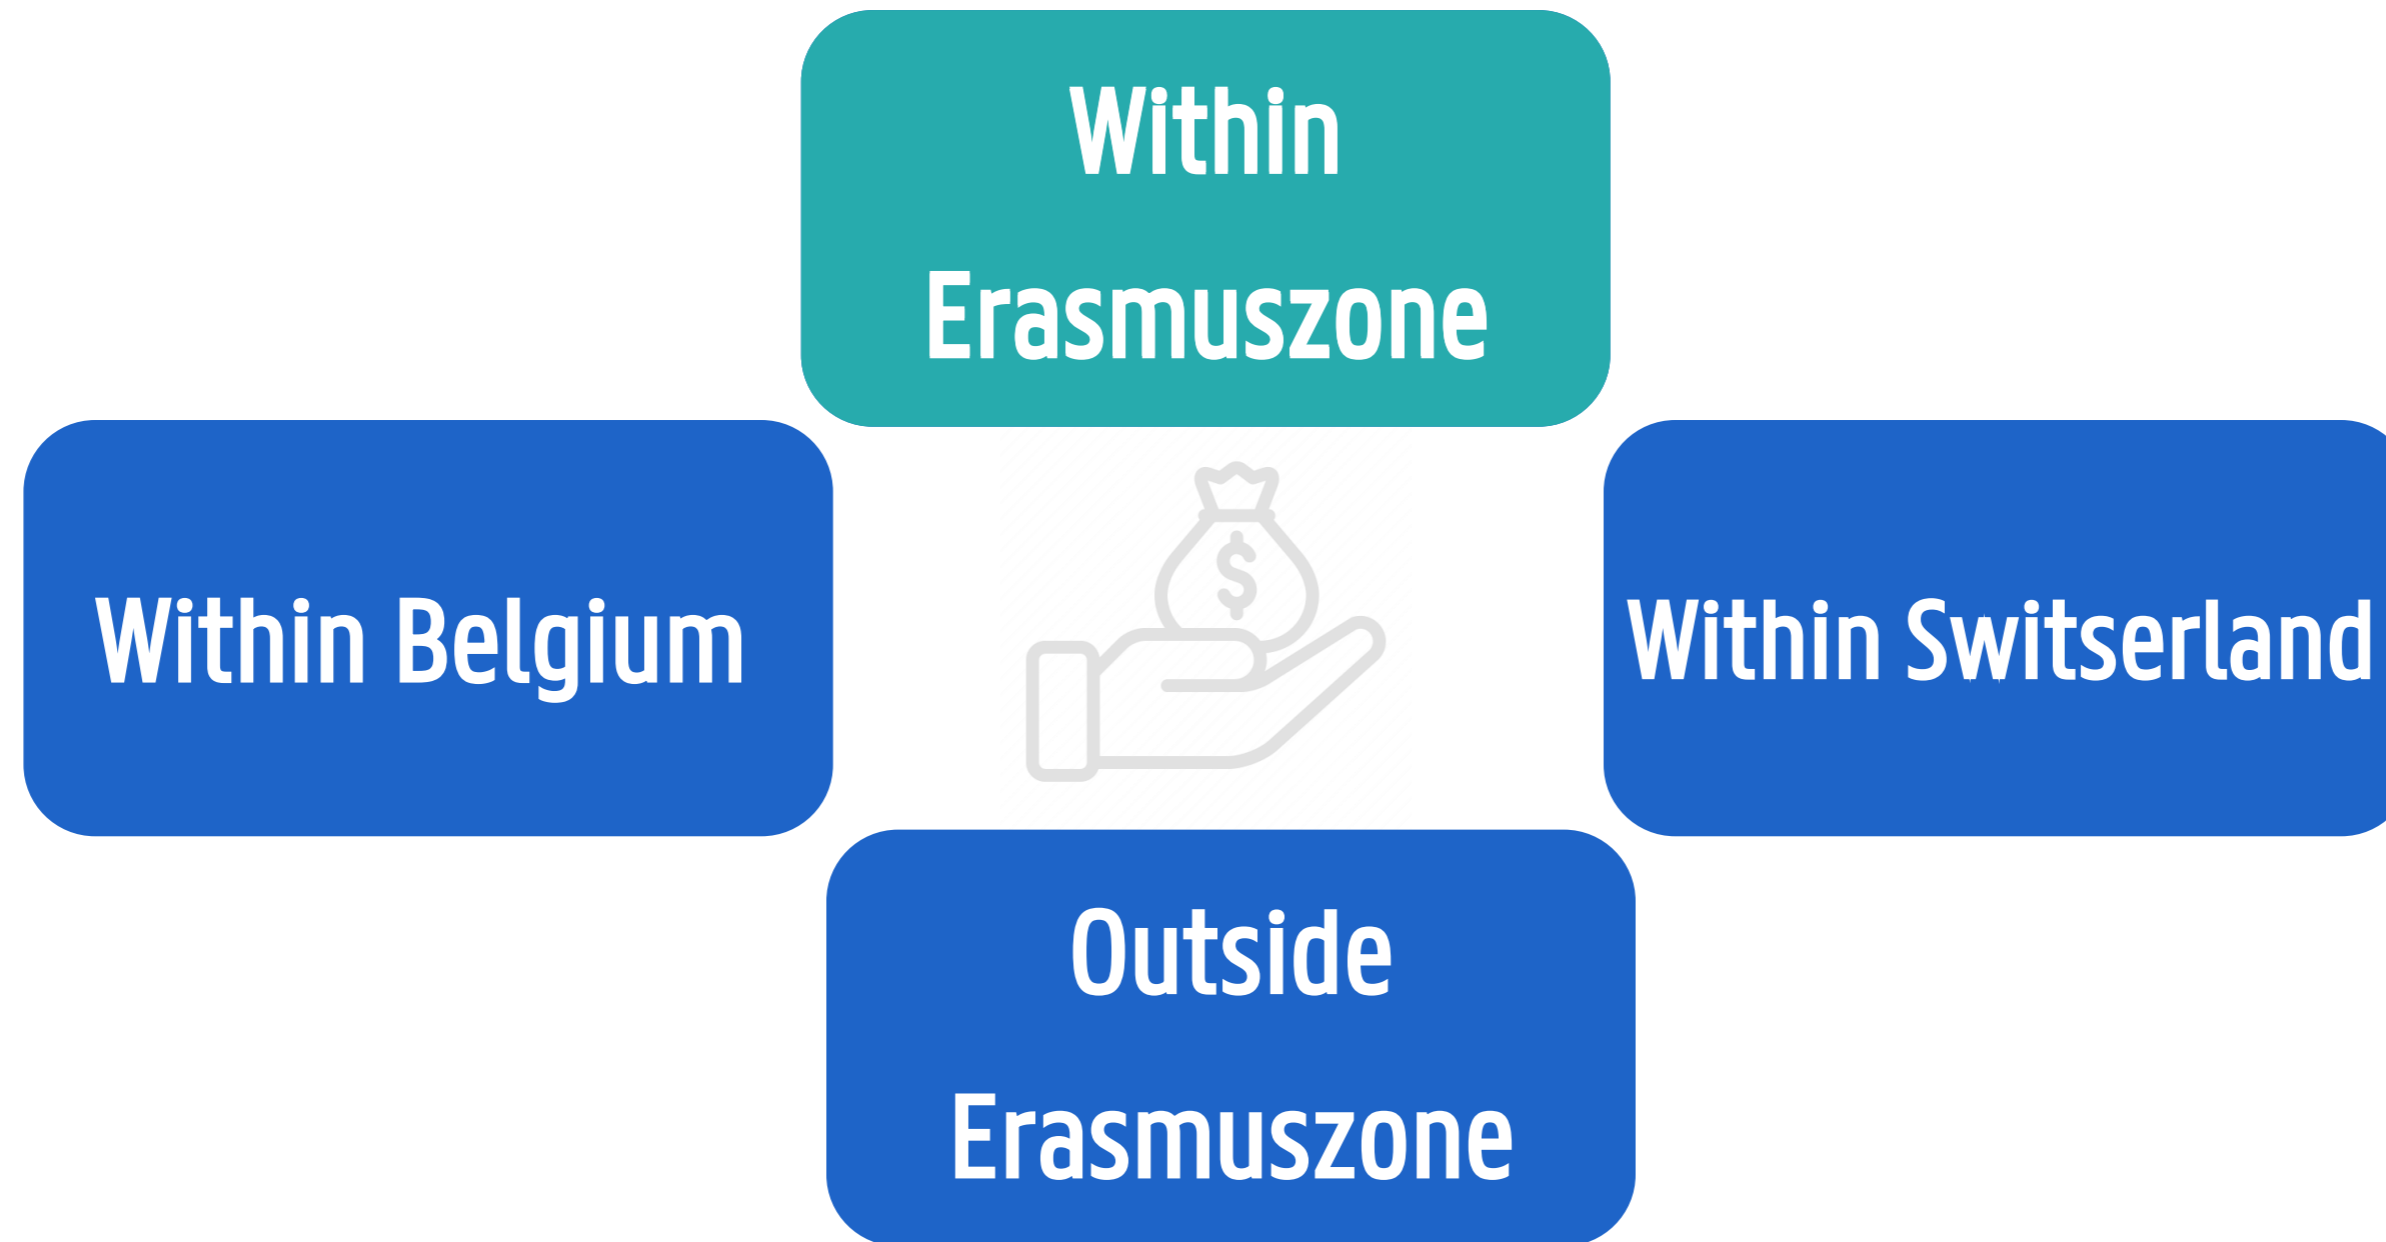 Within
Erasmuszone
Within Belgium
$
Within Switserland
Outside
Erasmuszone